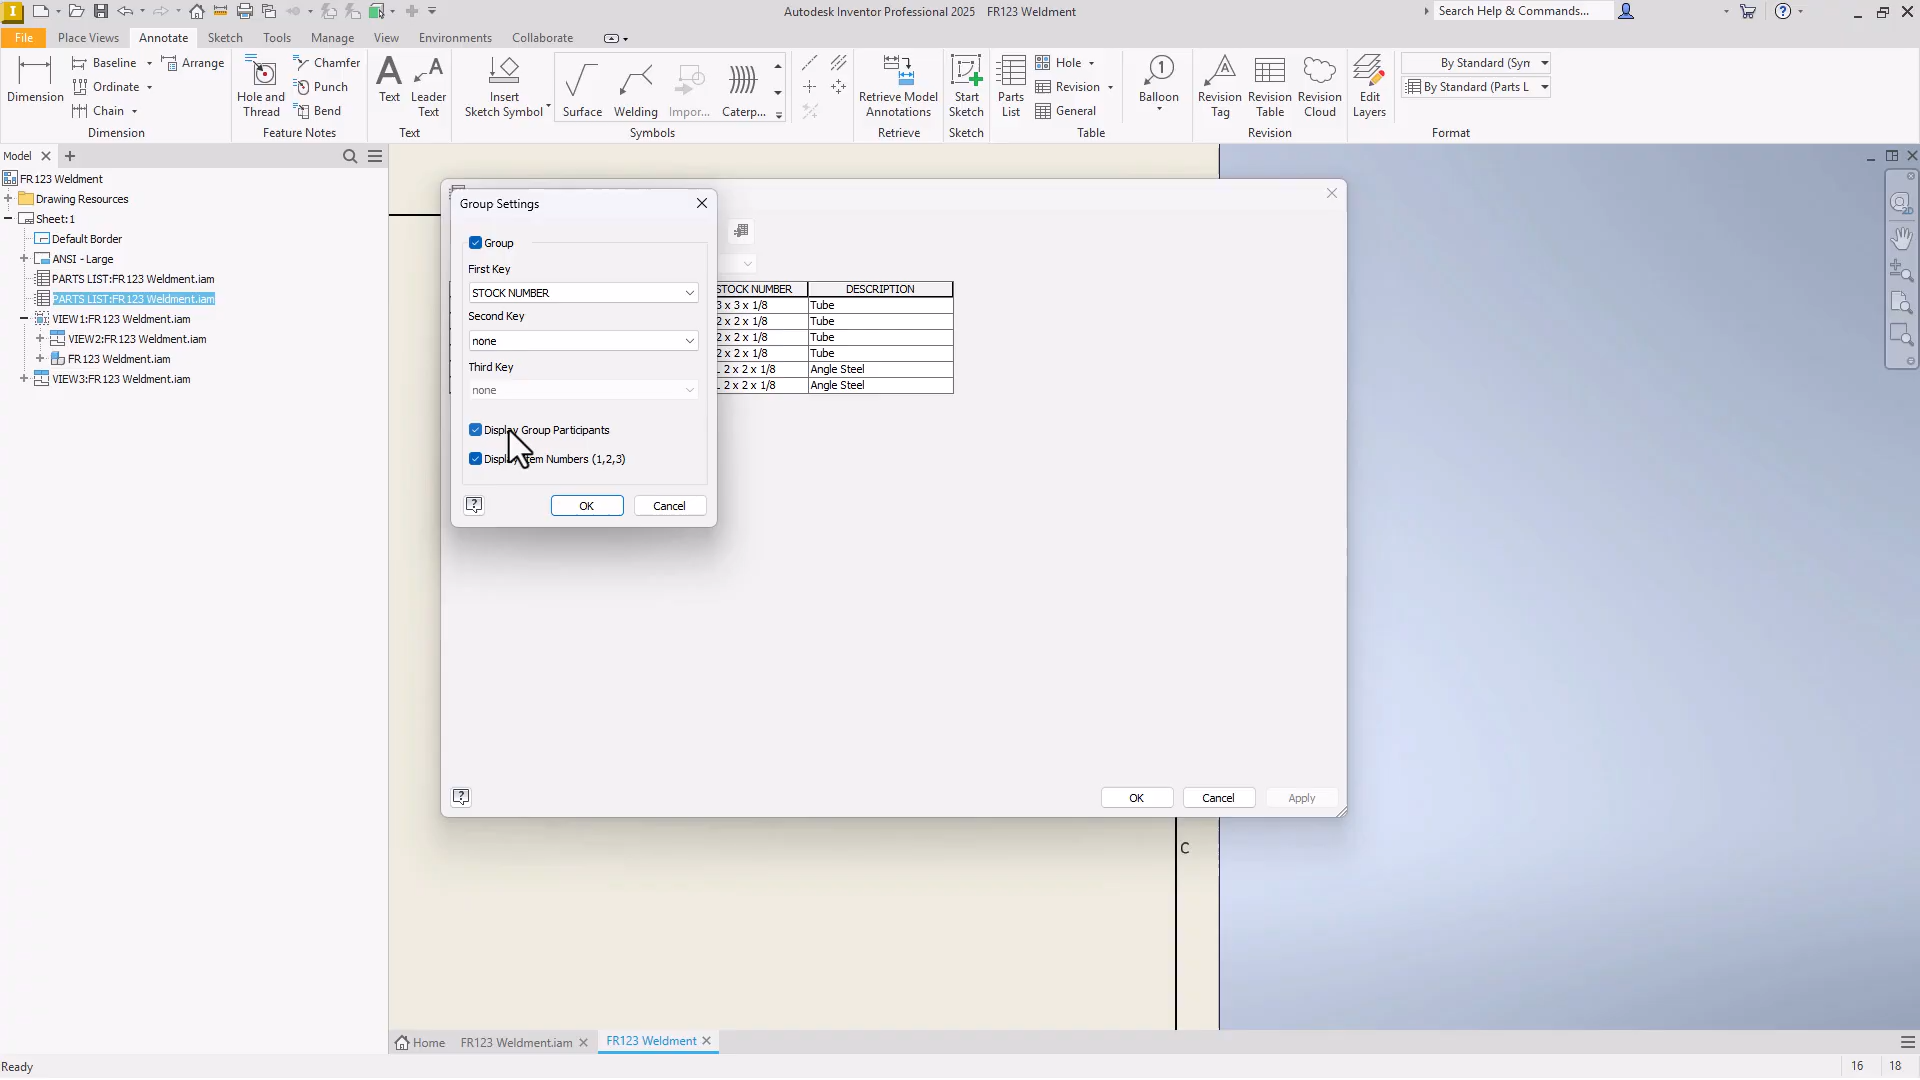 Autodesk Inventor Professional 2025 FR123 Weldment
Search Help & Commands...
File Place Views Annotate Sketch Tools Manage View Environments Collaborate
Dimension
Baseline
Ordinate
Chain
Arrange
Dimension
Hole and Thread
Chamfer
Punch
Bend
Feature Notes
Text
Leader Text
Text
Insert Sketch Symbol
Surface
Welding
Impor...
Caterp...
Symbols
Retrieve Model Annotations
Retrieve
Start Sketch
Sketch
Parts List
Hole
Revision
General
Table
Balloon
1
Revision Tag
Revision Table
Revision Cloud
Revision
Edit Layers
By Standard (Syn
By Standard (Parts L
Format
Model
FR123 Weldment
Drawing Resources
Sheet:1
Default Border
ANSI - Large
PARTS LIST:FR123 Weldment.iam
PARTS LIST:FR123 Weldment.iam
VIEW1:FR123 Weldment.iam
VIEW2:FR123 Weldment.iam
FR123 Weldment.iam
VIEW3:FR123 Weldment.iam
Group Settings
Group
First Key
STOCK NUMBER
Second Key
none
Third Key
none
Display Group Participants
Item Numbers (1,2,3)
OK Cancel
STOCK NUMBER DESCRIPTION
3 x 3 x 1/8 Tube
2 x 2 x 1/8 Tube
2 x 2 x 1/8 Tube
2 x 2 x 1/8 Tube
L 2 x 2 x 1/8 Angle Steel
L 2 x 2 x 1/8 Angle Steel
OK Cancel Apply
C
Home FR123 Weldment.iam FR123 Weldment
Ready
16 18